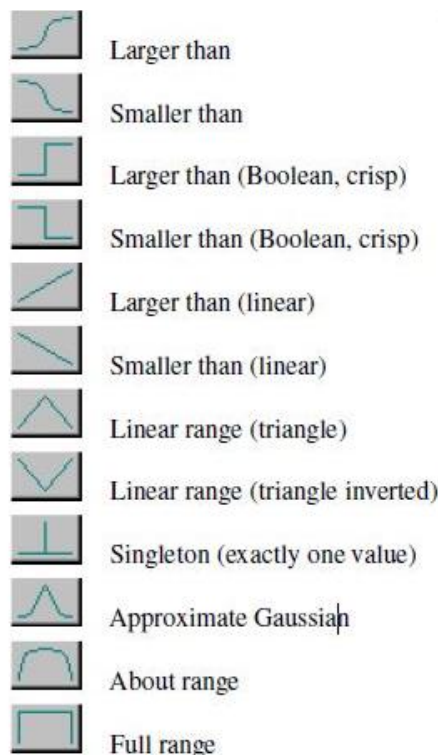 Larger than
Smaller than
Larger than (Boolean, crisp)
Smaller than (Boolean, crisp)
Larger than (linear)
Smaller than (linear)
Linear range (triangle)
Linear range (triangle inverted)
Singleton (exactly one value)
Approximate Gaussian
About range
Full range